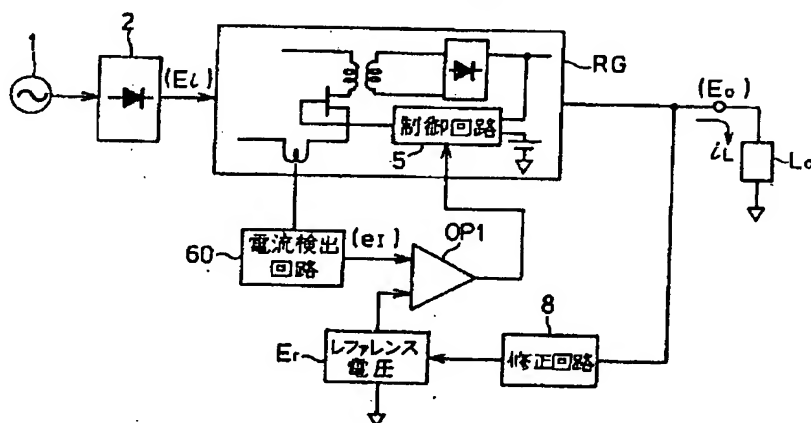 1
2
(Ei)
RG
制御回路
5
(Eo)
iL
Lo
60
電流検出
回路
(eI)
OP1
Er
レファレンス
電圧
8
修正回路